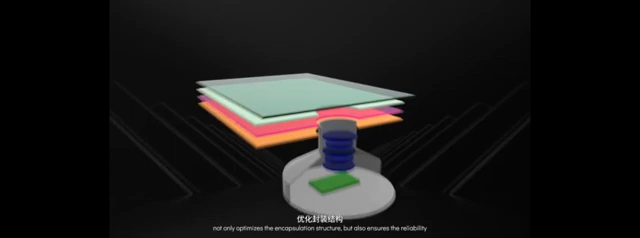 优化封装结构
not only optimizes the encapsulation structure, but also ensures the reliability